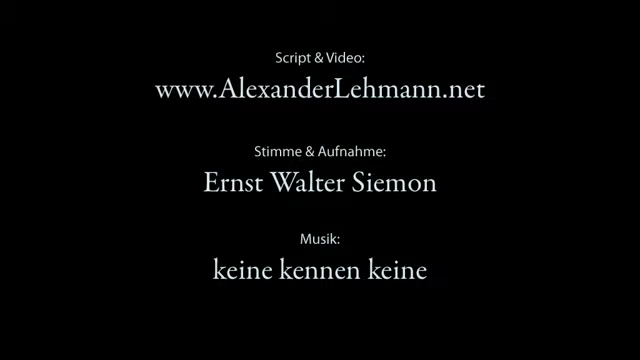 Script & Video:
www.AlexanderLehmann.net
Stimme & Aufnahme:
Ernst Walter Siemon
Musik:
keine kennen keine